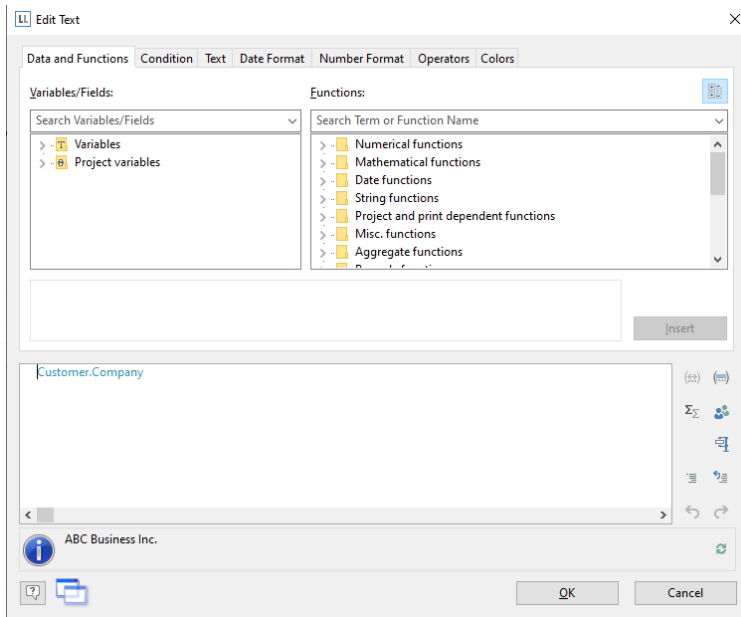 LL Edit Text
Data and Functions Condition Text Date Format Number Format Operators Colors
Variables/Fields: Functions:
Search Variables/Fields Search Term or Function Name
T Variables
Project variables
Numerical functions
Mathematical functions
Date functions
String functions
Project and print dependent functions
Misc. functions
Aggregate functions
Insert
Customer.Company
ABC Business Inc.
OK Cancel